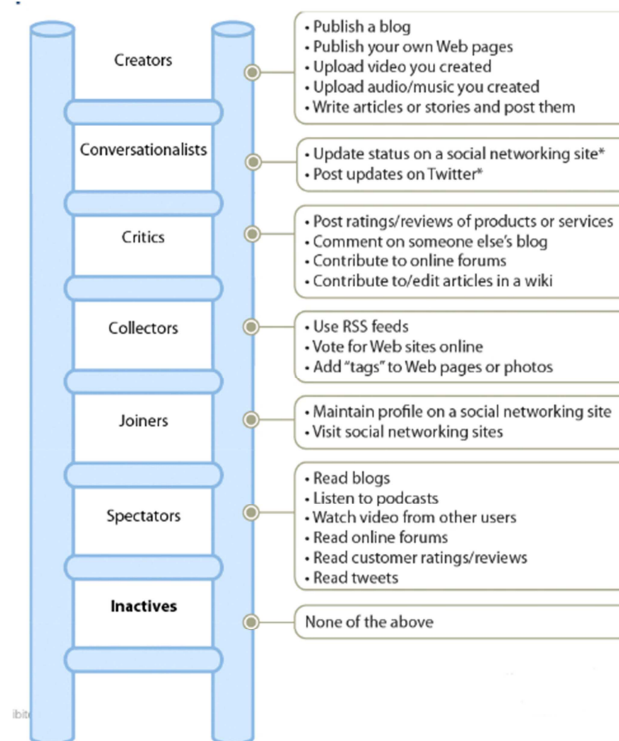 Creators
• Publish a blog
• Publish your own Web pages
• Upload video you created
• Upload audio/music you created
• Write articles or stories and post them
Conversationalists
• Update status on a social networking site*
• Post updates on Twitter*
Critics
• Post ratings/reviews of products or services
• Comment on someone else's blog
• Contribute to online forums
• Contribute to/edit articles in a wiki
Collectors
• Use RSS feeds
• Vote for Web sites online
• Add “tags” to Web pages or photos
Joiners
• Maintain profile on a social networking site
• Visit social networking sites
Spectators
• Read blogs
• Listen to podcasts
• Watch video from other users
• Read online forums
• Read customer ratings/reviews
• Read tweets
Inactives
None of the above